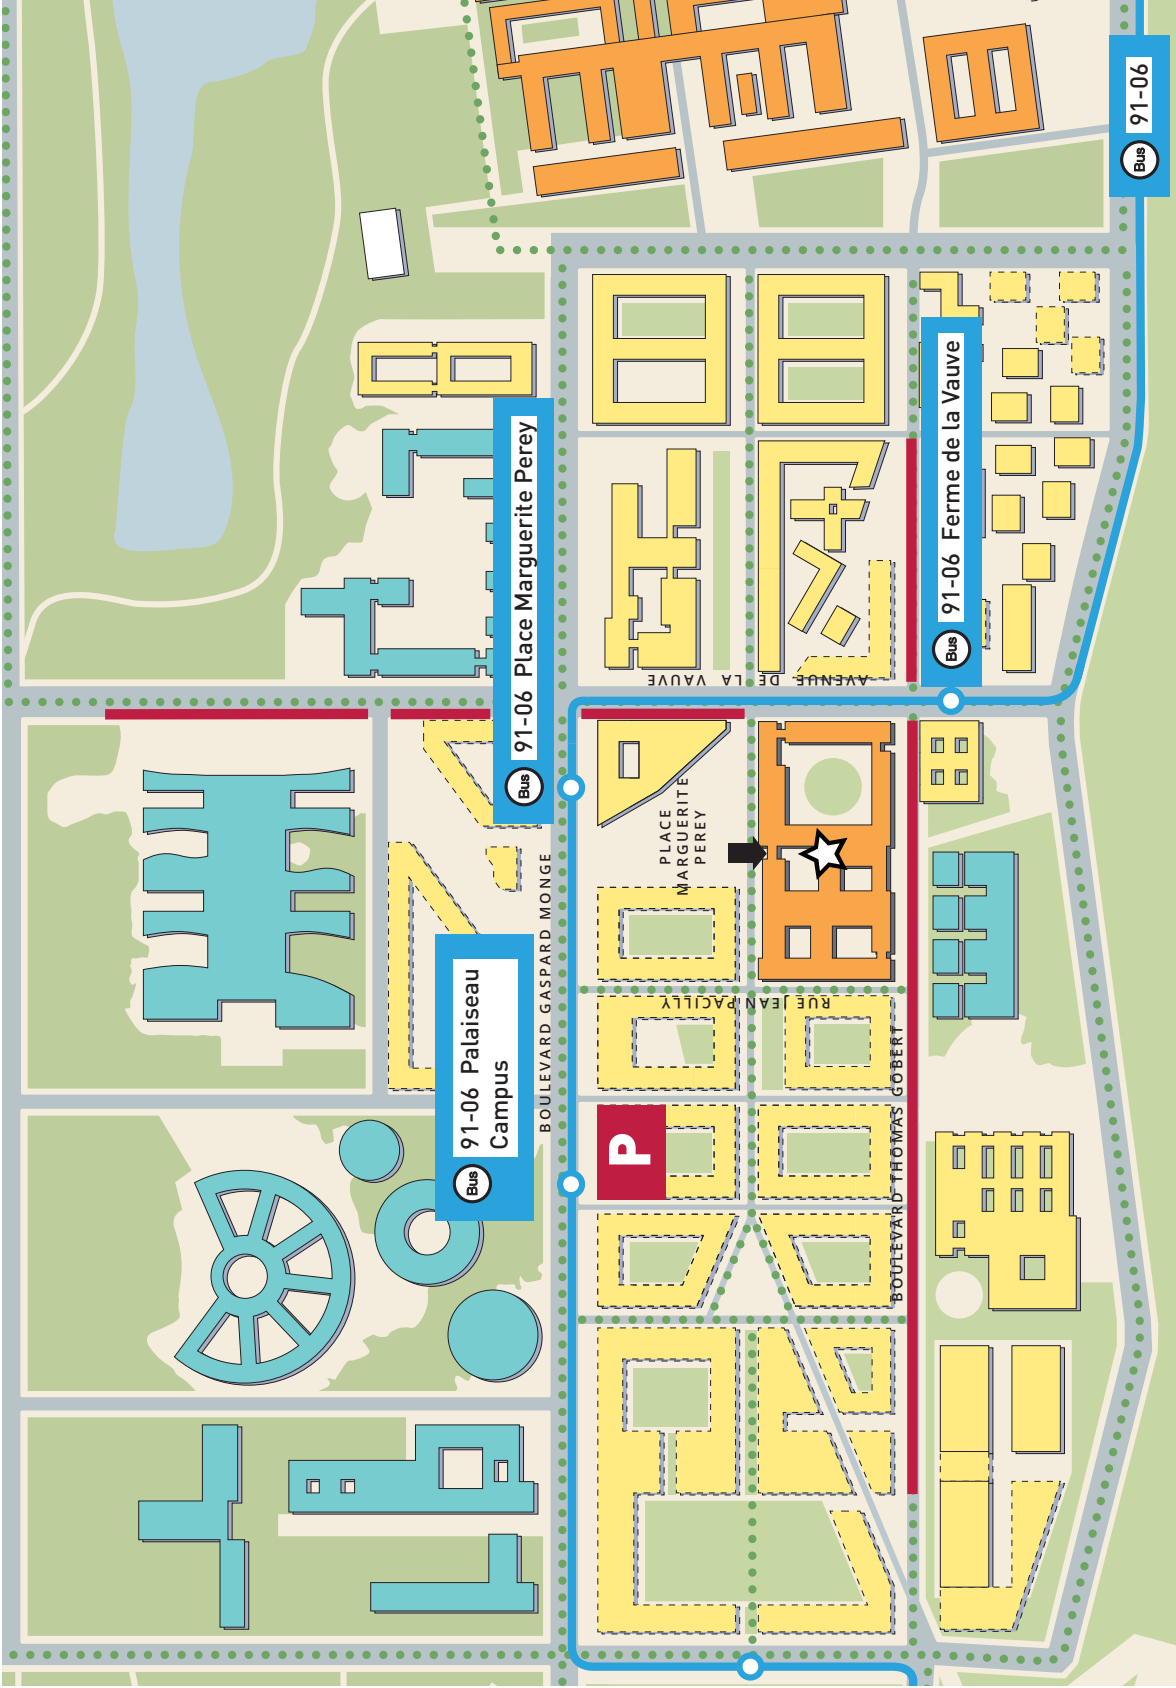 Bus 91-06
Bus 91-06 Ferme de la Vauve
Bus 91-06 Place Marguerite Perey
AVENUE DE LA VAUVE
PLACE
MARGUERITE
PEREY
BOULEVARD GASPARD MONGE
Bus 91-06 Palaiseau
Campus
RUE JEAN PACILLY
BOULEVARD THOMAS GOBERT
P